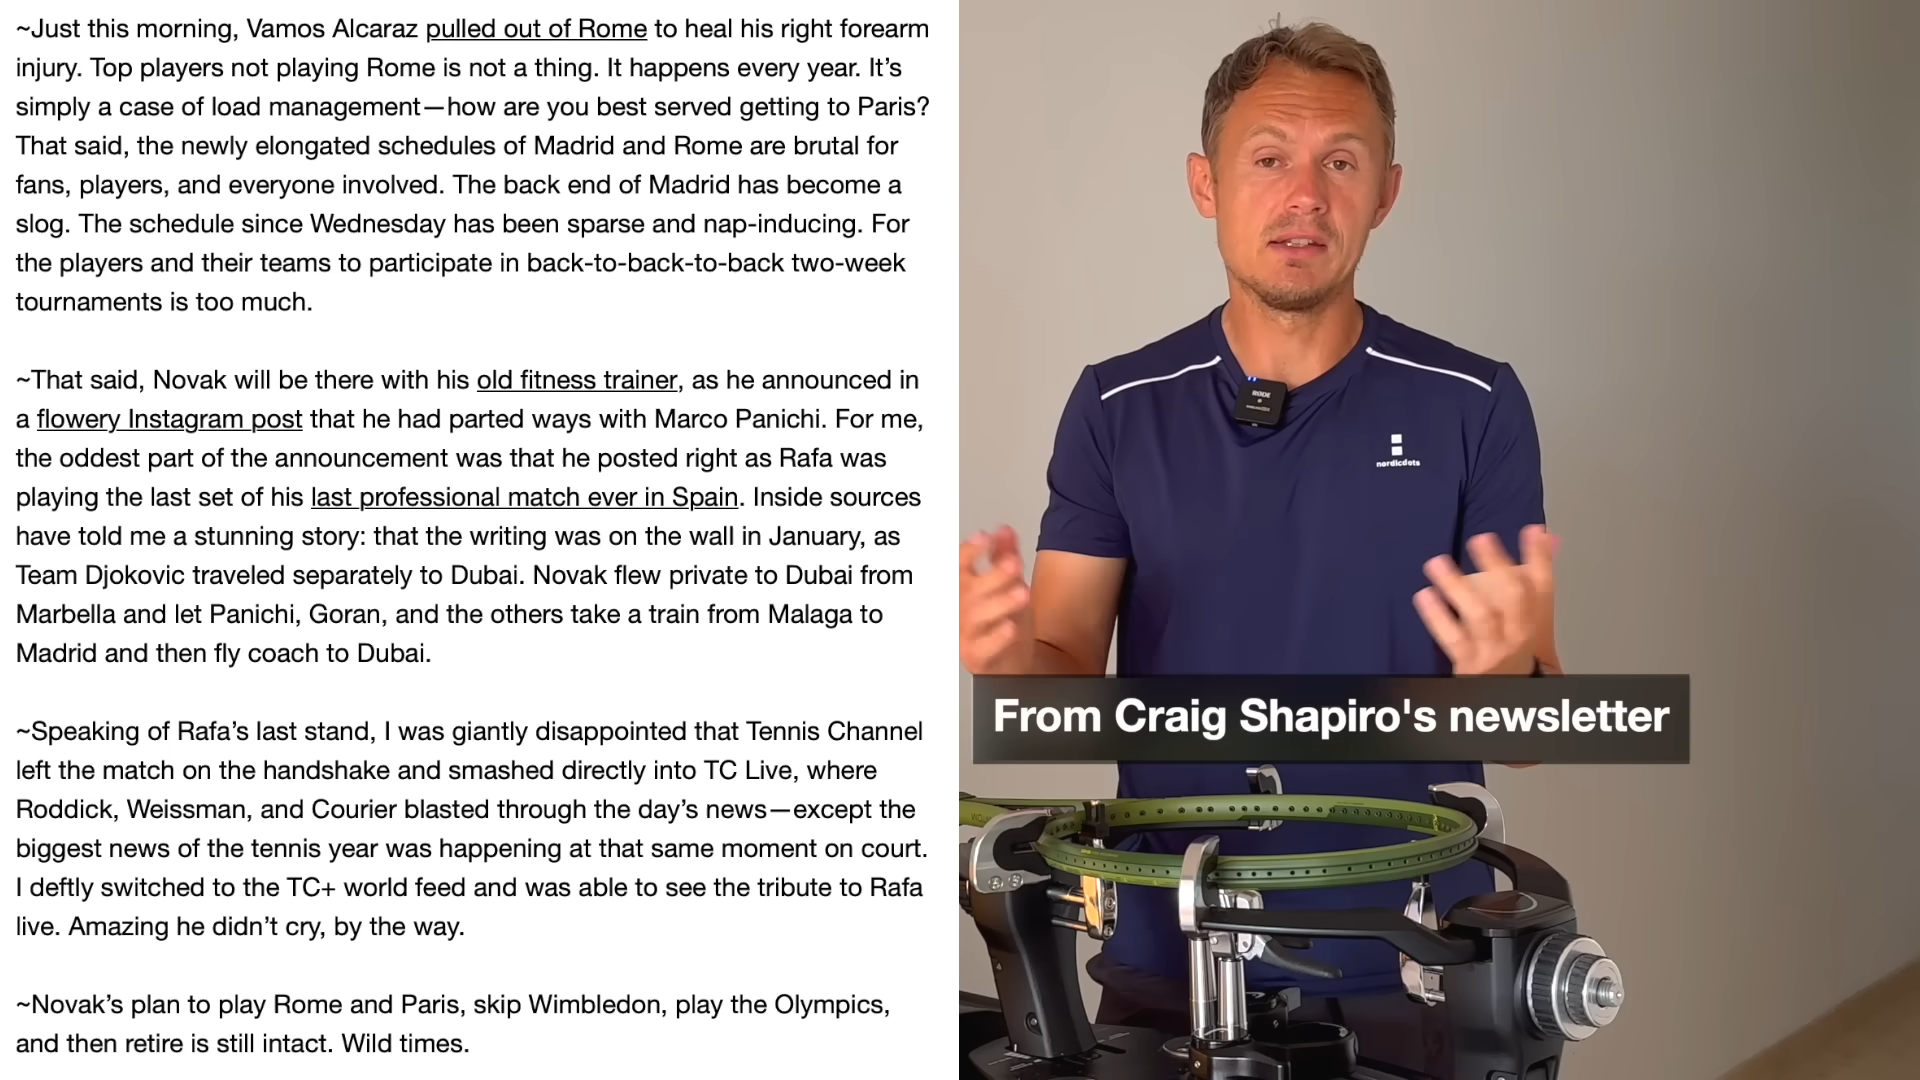 ~Just this morning, Vamos Alcaraz pulled out of Rome to heal his right forearm
injury. Top players not playing Rome is not a thing. It happens every year. It’s
simply a case of load management—how are you best served getting to Paris?
That said, the newly elongated schedules of Madrid and Rome are brutal for
fans, players, and everyone involved. The back end of Madrid has become a
slog. The schedule since Wednesday has been sparse and nap-inducing. For
the players and their teams to participate in back-to-back-to-back two-week
tournaments is too much.
~That said, Novak will be there with his old fitness trainer, as he announced in
a flowery Instagram post that he had parted ways with Marco Panichi. For me,
the oddest part of the announcement was that he posted right as Rafa was
playing the last set of his last professional match ever in Spain. Inside sources
have told me a stunning story: that the writing was on the wall in January, as
Team Djokovic traveled separately to Dubai. Novak flew private to Dubai from
Marbella and let Panichi, Goran, and the others take a train from Malaga to
Madrid and then fly coach to Dubai.
~Speaking of Rafa’s last stand, I was giantly disappointed that Tennis Channel
left the match on the handshake and smashed directly into TC Live, where
Roddick, Weissman, and Courier blasted through the day’s news—except the
biggest news of the tennis year was happening at that same moment on court.
I deftly switched to the TC+ world feed and was able to see the tribute to Rafa
live. Amazing he didn’t cry, by the way.
~Novak’s plan to play Rome and Paris, skip Wimbledon, play the Olympics,
and then retire is still intact. Wild times.
RØDE
nordicdots
From Craig Shapiro's newsletter